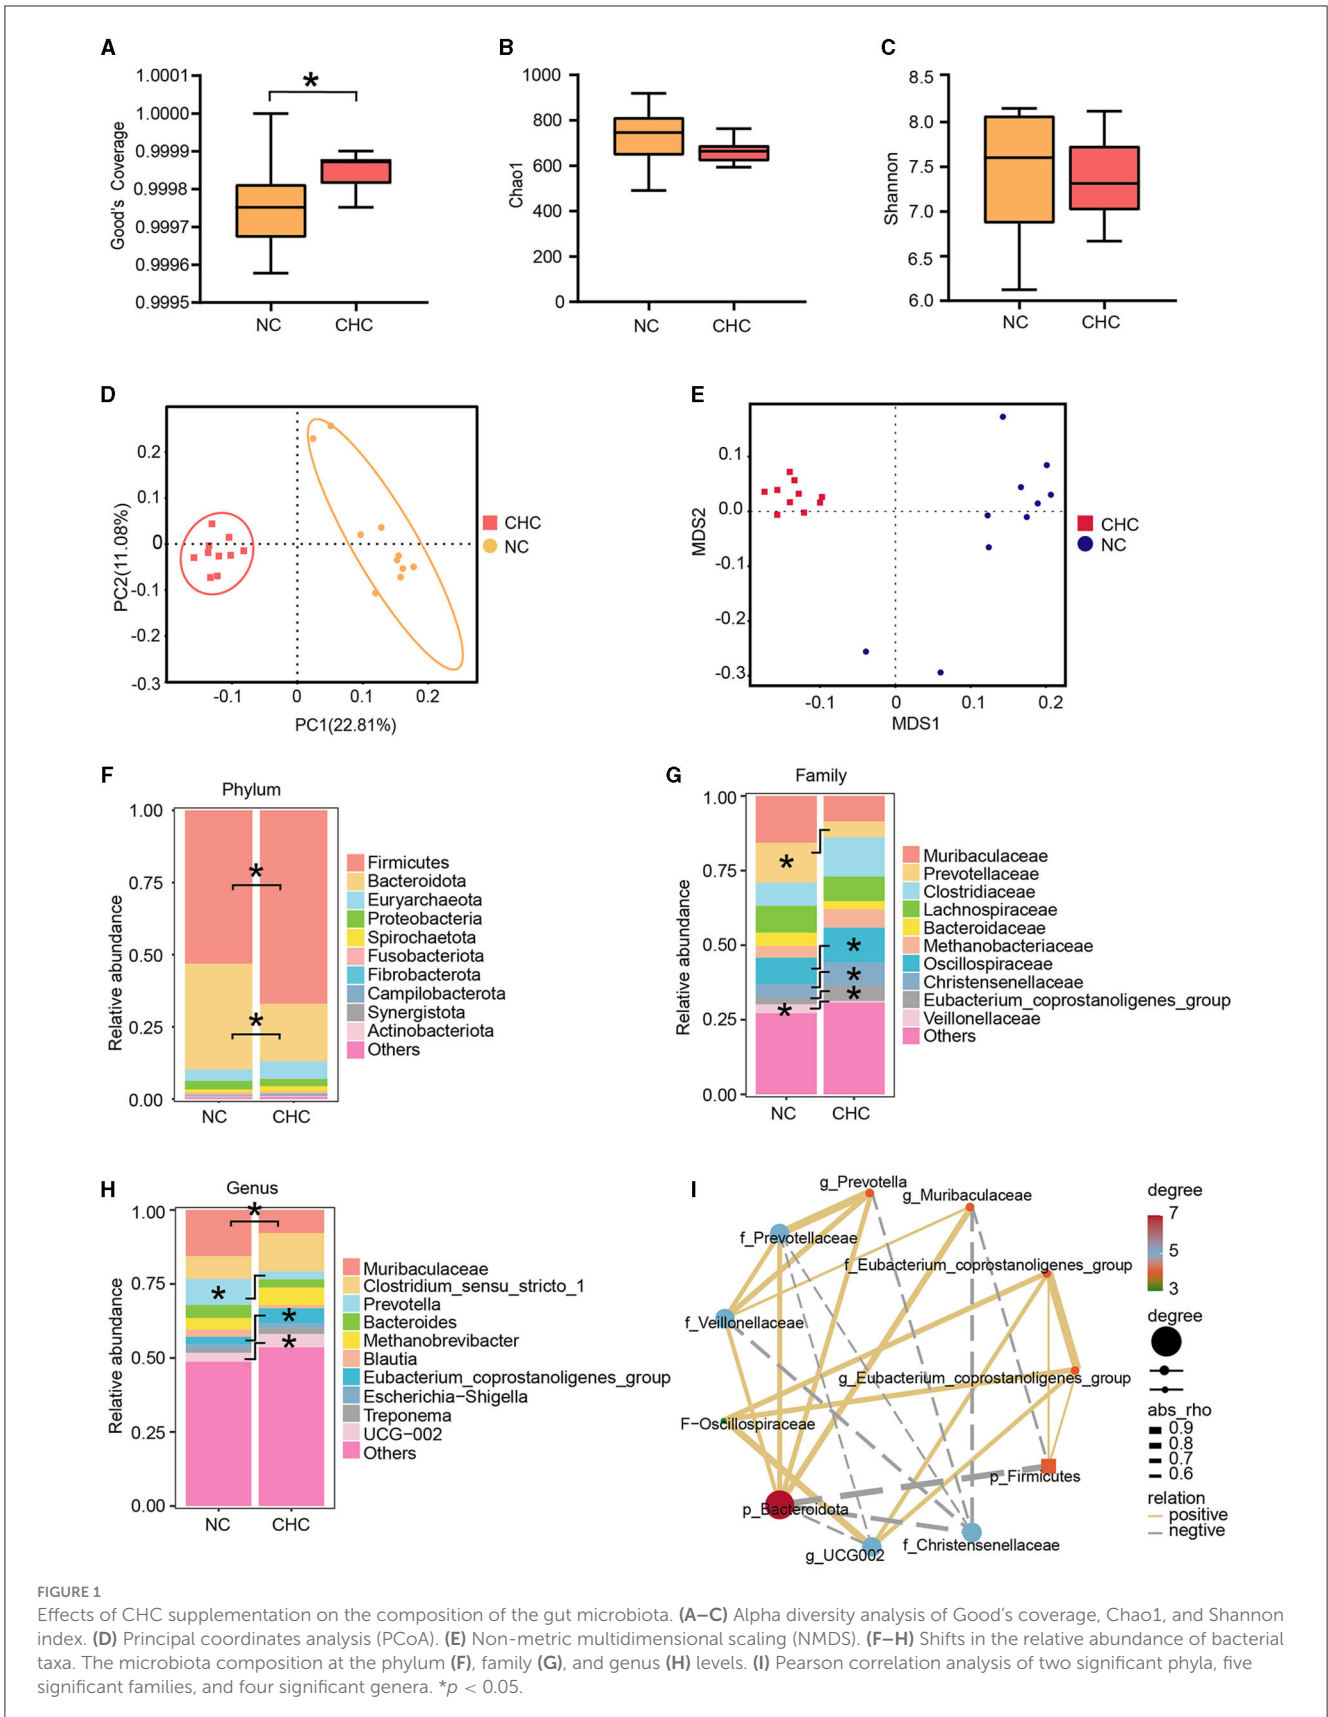 A
1.0001
1.0000
0.9999
0.9998
0.9997
0.9996
0.9995
Good's Coverage
*
NC
CHC
B
1000
800
600
400
200
0
Chao1
NC
CHC
C
8.5
8.0
7.5
7.0
6.5
6.0
Shannon
NC
CHC
D
0.2
0.1
0
-0.1
-0.2
-0.3
PC2(11.08%)
-0.1
0
0.1
0.2
PC1(22.81%)
CHC
NC
E
0.1
0.0
-0.1
-0.2
-0.3
MDS2
-0.1
0
0.1
0.2
MDS1
CHC
NC
F
Phylum
1.00
0.75
0.50
0.25
0.00
Relative abundance
*
*
NC
CHC
Firmicutes
Bacteroidota
Euryarchaeota
Proteobacteria
Spirochaetota
Fusobacteriota
Fibrobacterota
Campilobacterota
Synergistota
Actinobacteriota
Others
G
Family
1.00
0.75
0.50
0.25
0.00
Relative abundance
*
*
*
*
*
NC
CHC
Muribaculaceae
Prevotellaceae
Clostridiaceae
Lachnospiraceae
Bacteroidaceae
Methanobacteriaceae
Oscillospiraceae
Christensenellaceae
Eubacterium_coprostanoligenes_group
Veillonellaceae
Others
H
Genus
1.00
0.75
0.50
0.25
0.00
Relative abundance
*
*
*
*
NC
CHC
Muribaculaceae
Clostridium_sensu_stricto_1
Prevotella
Bacteroides
Methanobrevibacter
Blautia
Eubacterium_coprostanoligenes_group
Escherichia−Shigella
Treponema
UCG−002
Others
I
g_Prevotella
g_Muribaculaceae
f_Prevotellaceae
f_Eubacterium_coprostanoligenes_group
f_Veillonellaceae
g_Eubacterium_coprostanoligenes_group
F−Oscillospiraceae
p_Firmicutes
p_Bacteroidota
g_UCG002
f_Christensenellaceae
degree
7
5
3
degree
abs_rho
0.9
0.8
0.7
0.6
relation
positive
negtive
FIGURE 1
Effects of CHC supplementation on the composition of the gut microbiota. (A–C) Alpha diversity analysis of Good's coverage, Chao1, and Shannon
index. (D) Principal coordinates analysis (PCoA). (E) Non-metric multidimensional scaling (NMDS). (F–H) Shifts in the relative abundance of bacterial
taxa. The microbiota composition at the phylum (F), family (G), and genus (H) levels. (I) Pearson correlation analysis of two significant phyla, five
significant families, and four significant genera. *p < 0.05.